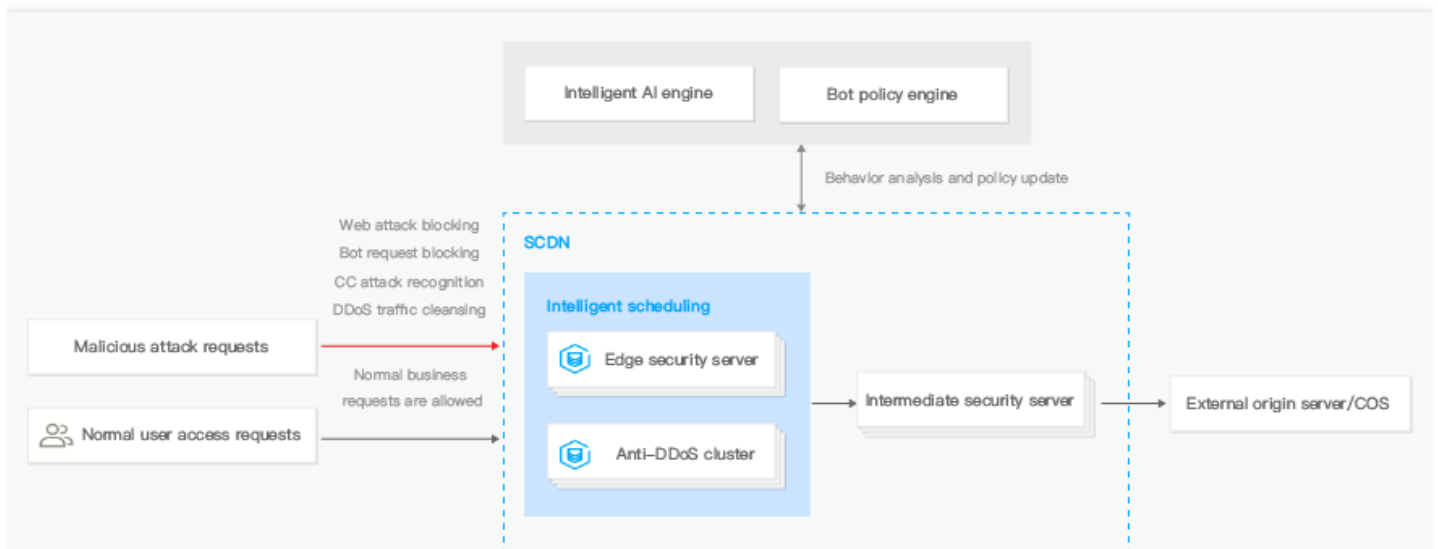 Intelligent AI engine
Bot policy engine
Behavior analysis and policy update
Web attack blocking
Bot request blocking
CC attack recognition
DDoS traffic cleansing
SCDN
Intelligent scheduling
Malicious attack requests
Edge security server
Normal business
requests are allowed
Intermediate security server
External origin server/COS
Normal user access requests
Anti-DDoS cluster